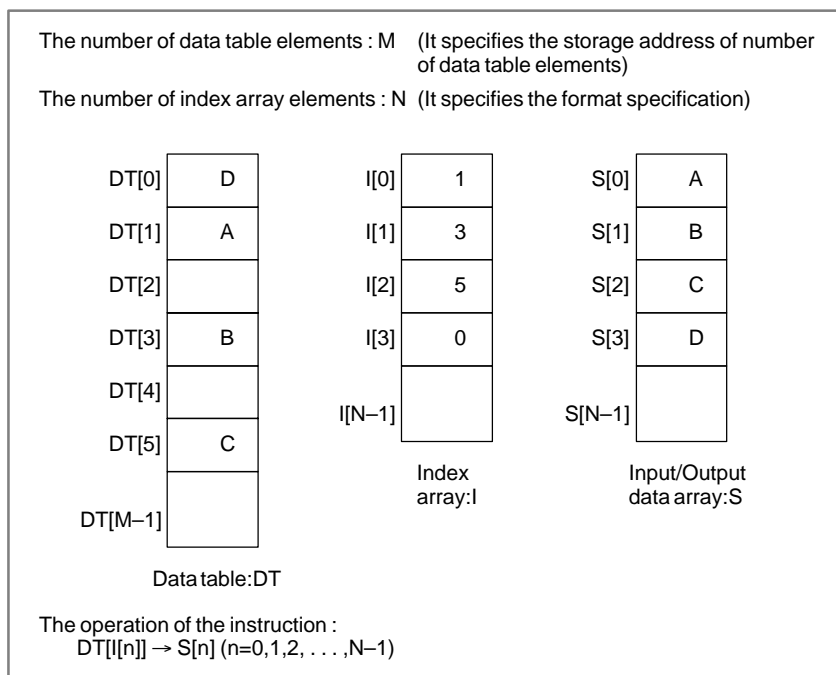 The number of data table elements : M (It specifies the storage address of number
of data table elements)
The number of index array elements : N (It specifies the format specification)
DT[0] D I[0] 1 S[0] A
DT[1] A I[1] 3 S[1] B
DT[2] I[2] 5 S[2] C
DT[3] B I[3] 0 S[3] D
DT[4]
I[N–1] S[N–1]
DT[5] C
Index Input/Output
array:I data array:S
DT[M–1]
Data table:DT
The operation of the instruction :
DT[I[n]] → S[n] (n=0,1,2, . . . ,N–1)